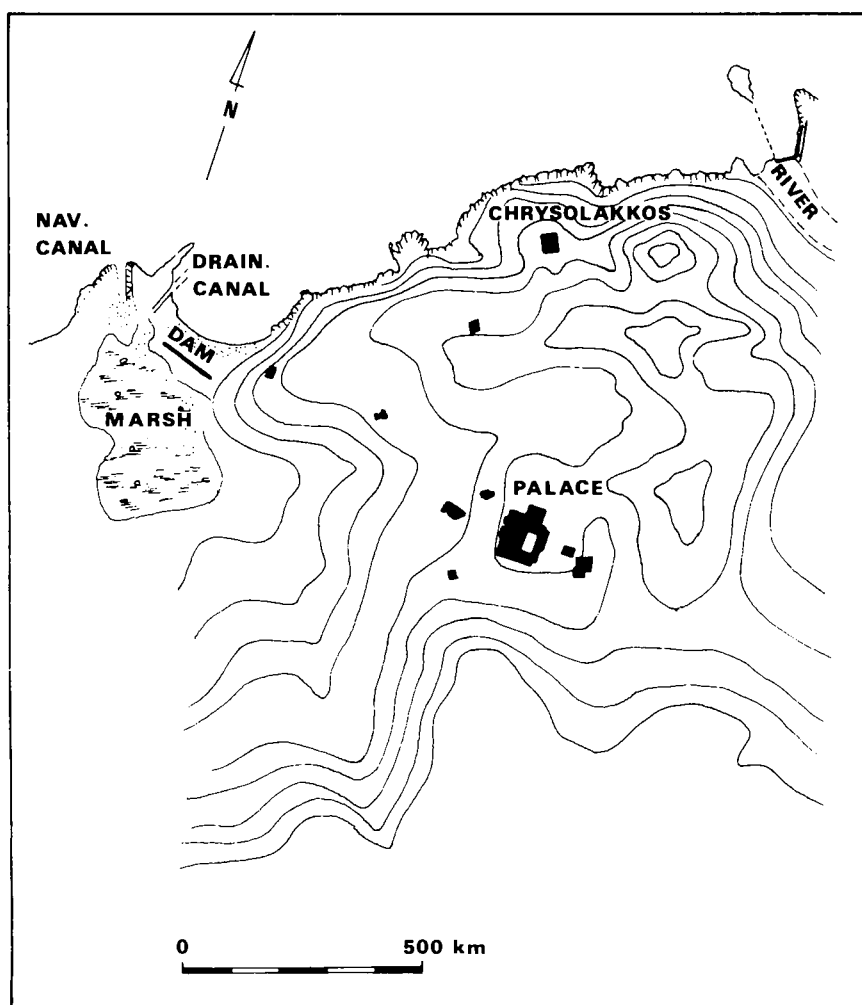 N
NAV.
CANAL
DRAIN.
CANAL
DAM
MARSH
CHRYSOLAKKOS
RIVER
PALACE
0 500 km